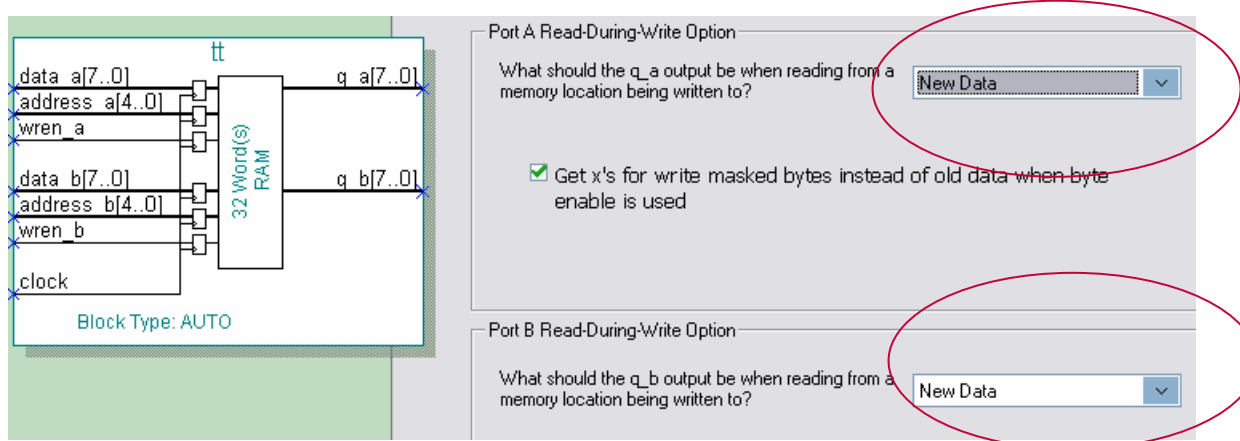 tt
data_a[7..0]
address_a[4..0]
wren_a
data_b[7..0]
address_b[4..0]
wren_b
clock
32 Word(s)
RAM
q_a[7..0]
q_b[7..0]
Block Type: AUTO
Port A Read-During-Write Option
What should the q_a output be when reading from a
memory location being written to?
New Data
Get x's for write masked bytes instead of old data when byte
enable is used
Port B Read-During-Write Option
What should the q_b output be when reading from a
memory location being written to?
New Data